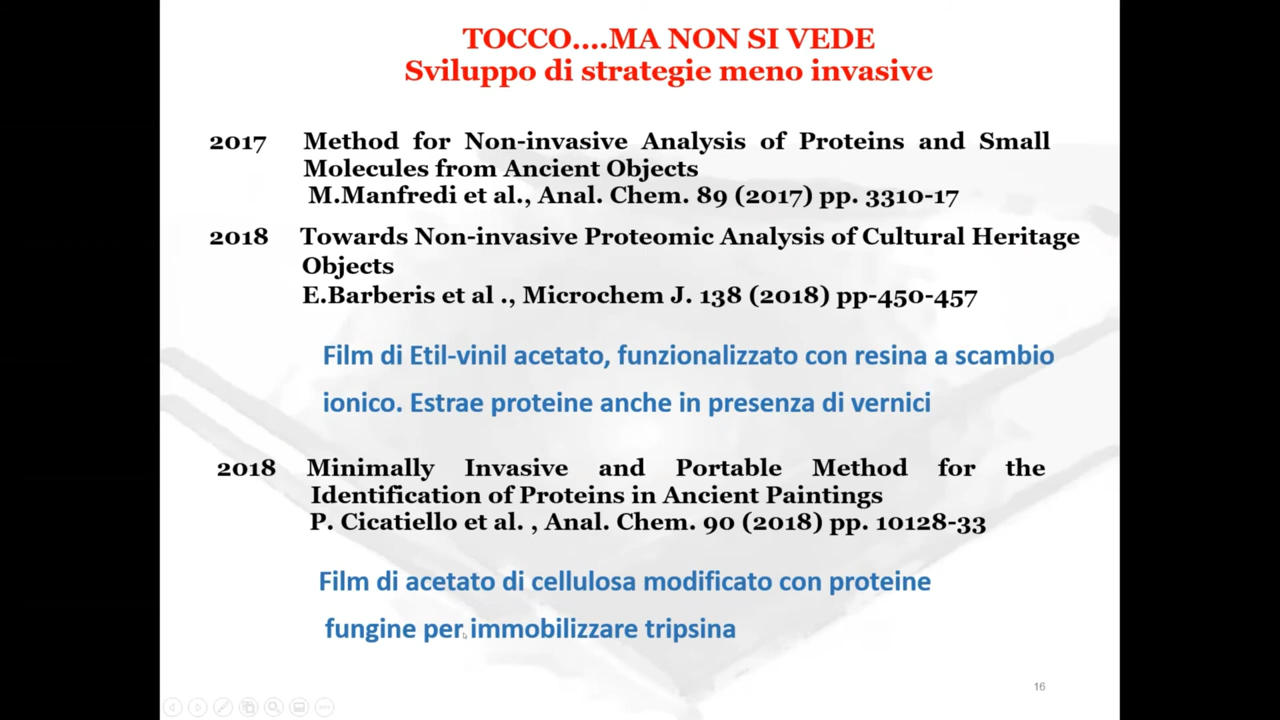 TOCCO....MA NON SI VEDE
Sviluppo di strategie meno invasive
2017 Method for Non-invasive Analysis of Proteins and Small
Molecules from Ancient Objects
M.Manfredi et al., Anal. Chem. 89 (2017) pp. 3310-17
2018 Towards Non-invasive Proteomic Analysis of Cultural Heritage
Objects
E.Barberis et al ., Microchem J. 138 (2018) pp-450-457
Film di Etil-vinil acetato, funzionalizzato con resina a scambio
ionico. Estrae proteine anche in presenza di vernici
2018 Minimally Invasive and Portable Method for the
Identification of Proteins in Ancient Paintings
P. Cicatiello et al. , Anal. Chem. 90 (2018) pp. 10128-33
Film di acetato di cellulosa modificato con proteine
fungine per immobilizzare tripsina
16